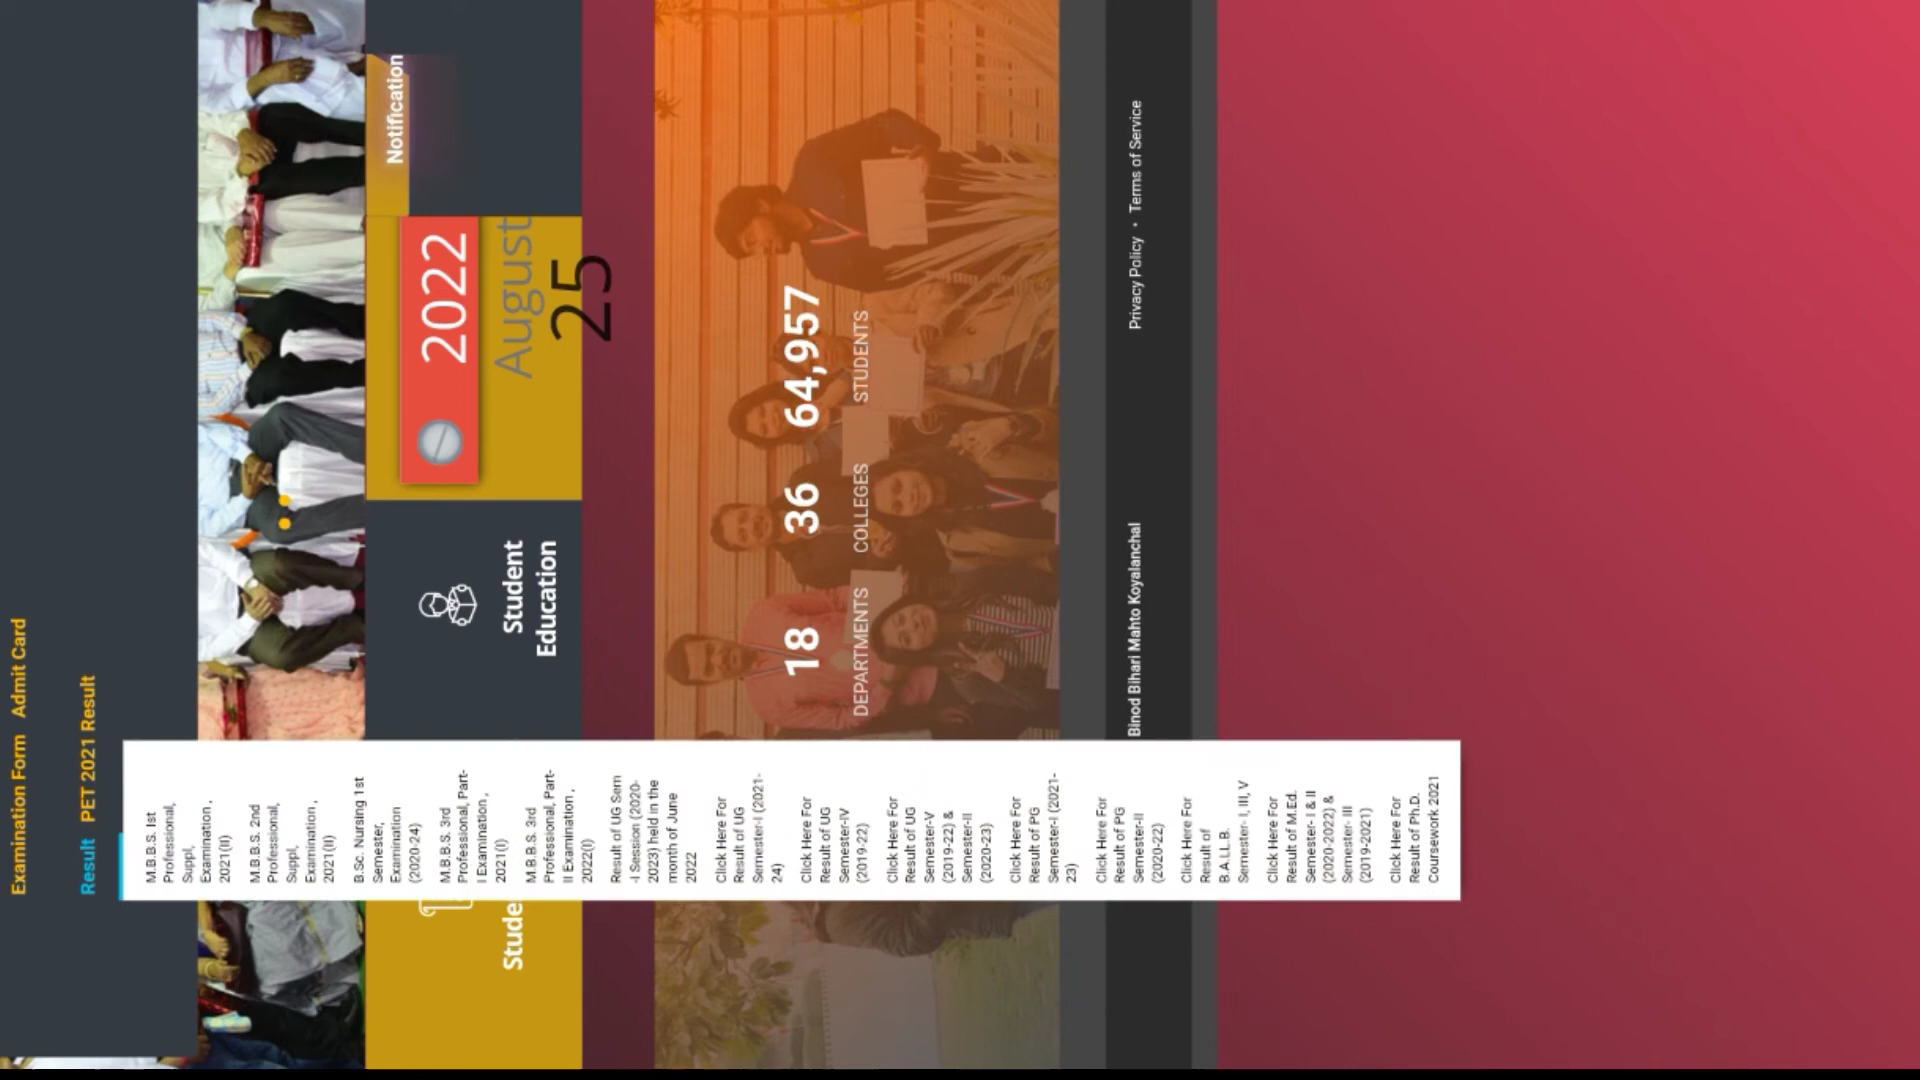 Examination Form Admit Card
Result PET 2021 Result
M.B.B.S. 1st
Professional,
Suppl,
Examination ,
2021(II)
M.B.B.S. 2nd
Professional,
Suppl,
Examination ,
2021(II)
B.Sc. Nursing 1st
Semester,
Examination
(2020-24)
M.B.B.S. 3rd
Professional, Part-
I Examination ,
2021(I)
M.B.B.S. 3rd
Professional, Part-
II Examination ,
2022(I)
Result of UG Sem
-I Session (2020-
2023) held in the
month of June
2022
Click Here For
Result of UG
Semester-I (2021-
24)
Click Here For
Result of UG
Semester-IV
(2019-22)
Click Here For
Result of UG
Semester-V
(2019-22) &
Semester-II
(2020-23)
Click Here For
Result of PG
Semester-I (2021-
23)
Click Here For
Result of PG
Semester-II
(2020-22)
Click Here For
Result of
B.A.LL.B.
Semester- I, III, V
Click Here For
Result of M.Ed.
Semester- I & II
(2020-2022) &
Semester- III
(2019-2021)
Click Here For
Result of Ph.D.
Coursework 2021
Notification
2022
August
25
Student
Education
18 36 64,957
DEPARTMENTS COLLEGES STUDENTS
Binod Bihari Mahto Koyalanchal
Privacy Policy • Terms of Service